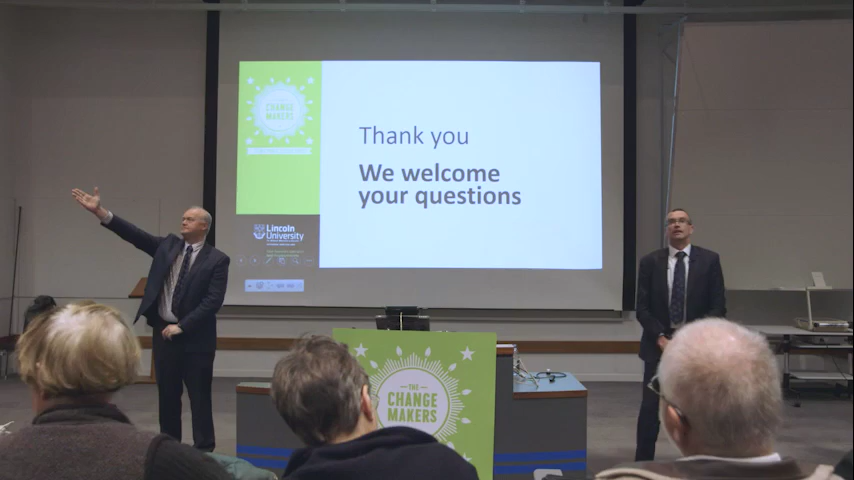 THE
CHANGE
MAKERS
Thank you
We welcome
your questions
Lincoln
University
THE
CHANGE
MAKERS